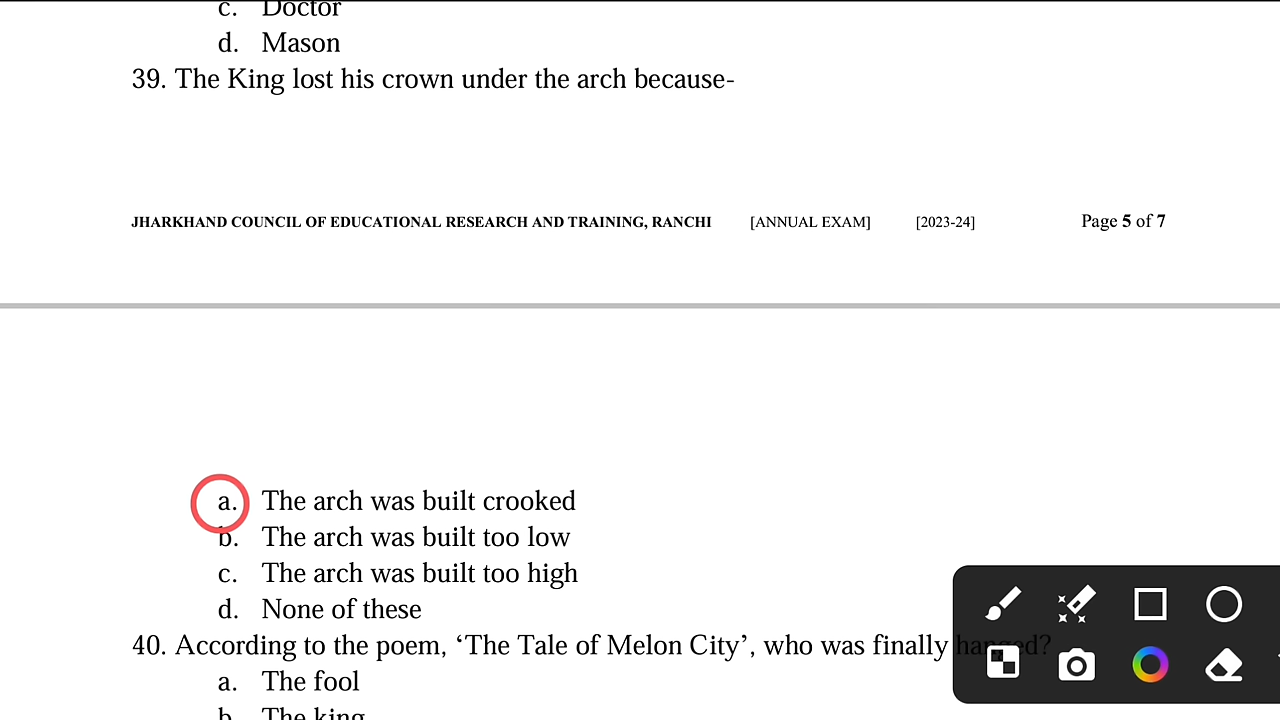 c. Doctor
d. Mason
39. The King lost his crown under the arch because-
JHARKHAND COUNCIL OF EDUCATIONAL RESEARCH AND TRAINING, RANCHI [ANNUAL EXAM] [2023-24] Page 5 of 7
a. The arch was built crooked
b. The arch was built too low
c. The arch was built too high
d. None of these
40. According to the poem, ‘The Tale of Melon City’, who was finally hanged?
a. The fool
b. The king